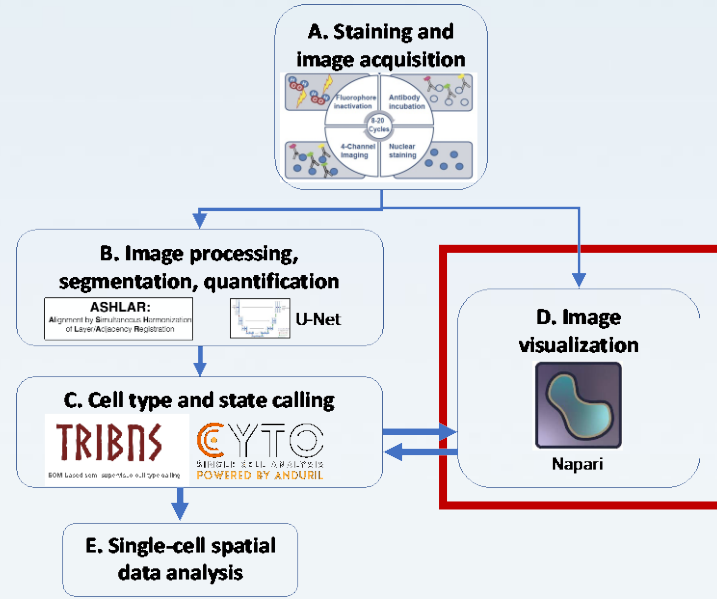 A. Staining and
image acquisition
Fluorophore
inactivation
Antibody
incubation
8-20
Cycles
4-Channel
Imaging
Nuclear
staining
B. Image processing,
segmentation, quantification
ASHLAR:
Alignment by Simultaneous Harmonization
of Layer/Adjacency Registration
U-Net
D. Image
visualization
Napari
C. Cell type and state calling
TRIBNS
SOM-based semi-supervised cell type calling
CYTO
SINGLE CELL ANALYSIS
POWERED BY ANDURIL
E. Single-cell spatial
data analysis